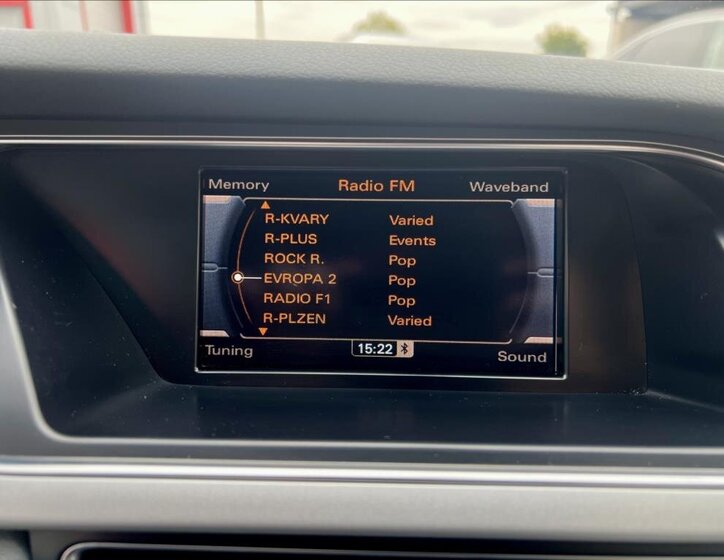 Memory Radio FM Waveband
R-KVARY Varied
R-PLUS Events
ROCK R. Pop
EVROPA 2 Pop
RADIO F1 Pop
R-PLZEN Varied
Tuning 15:22 Sound